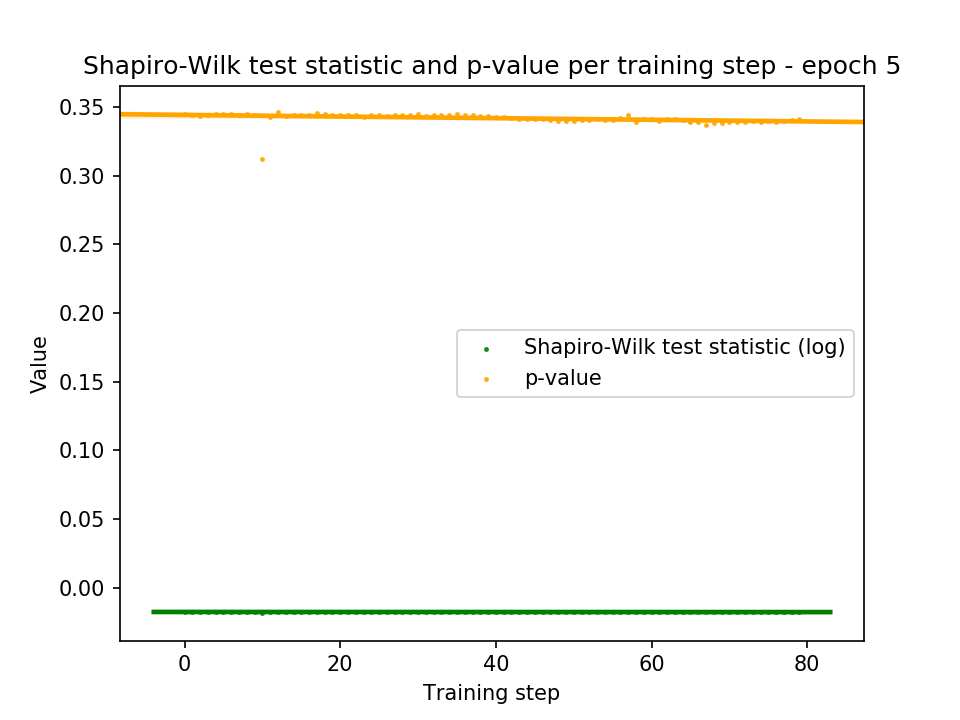 Shapiro-Wilk test statistic and p-value per training step - epoch 5
0.35
0.30
0.25
0.20
0.15
0.10
0.05
0.00
Value
Shapiro-Wilk test statistic (log)
p-value
0 20 40 60 80
Training step